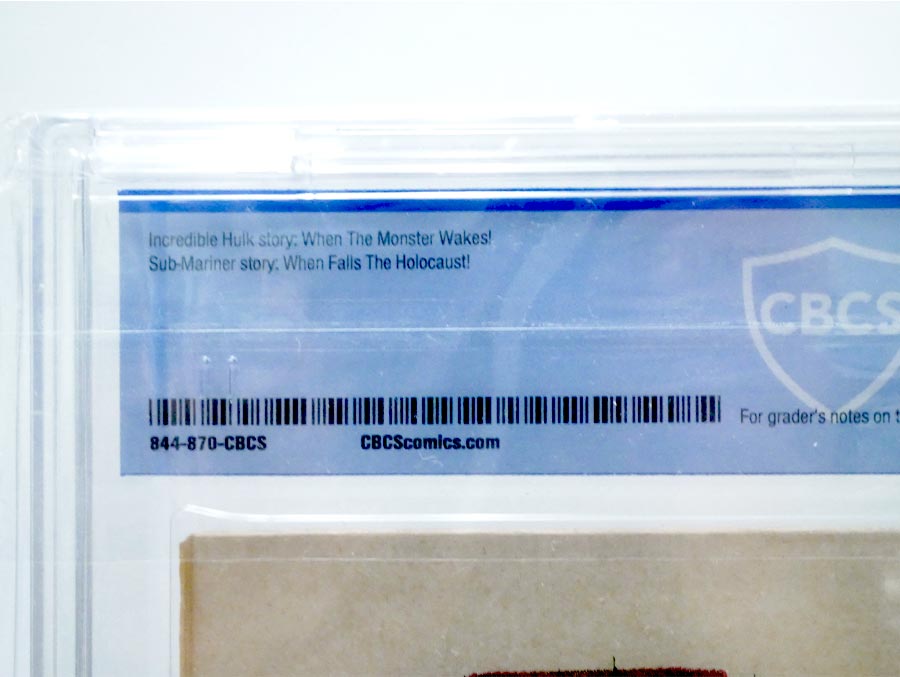 Incredible Hulk story: When The Monster Wakes!
Sub-Mariner story: When Falls The Holocaust!
CBCS
For grader's notes on
844-870-CBCS
CBCScomics.com